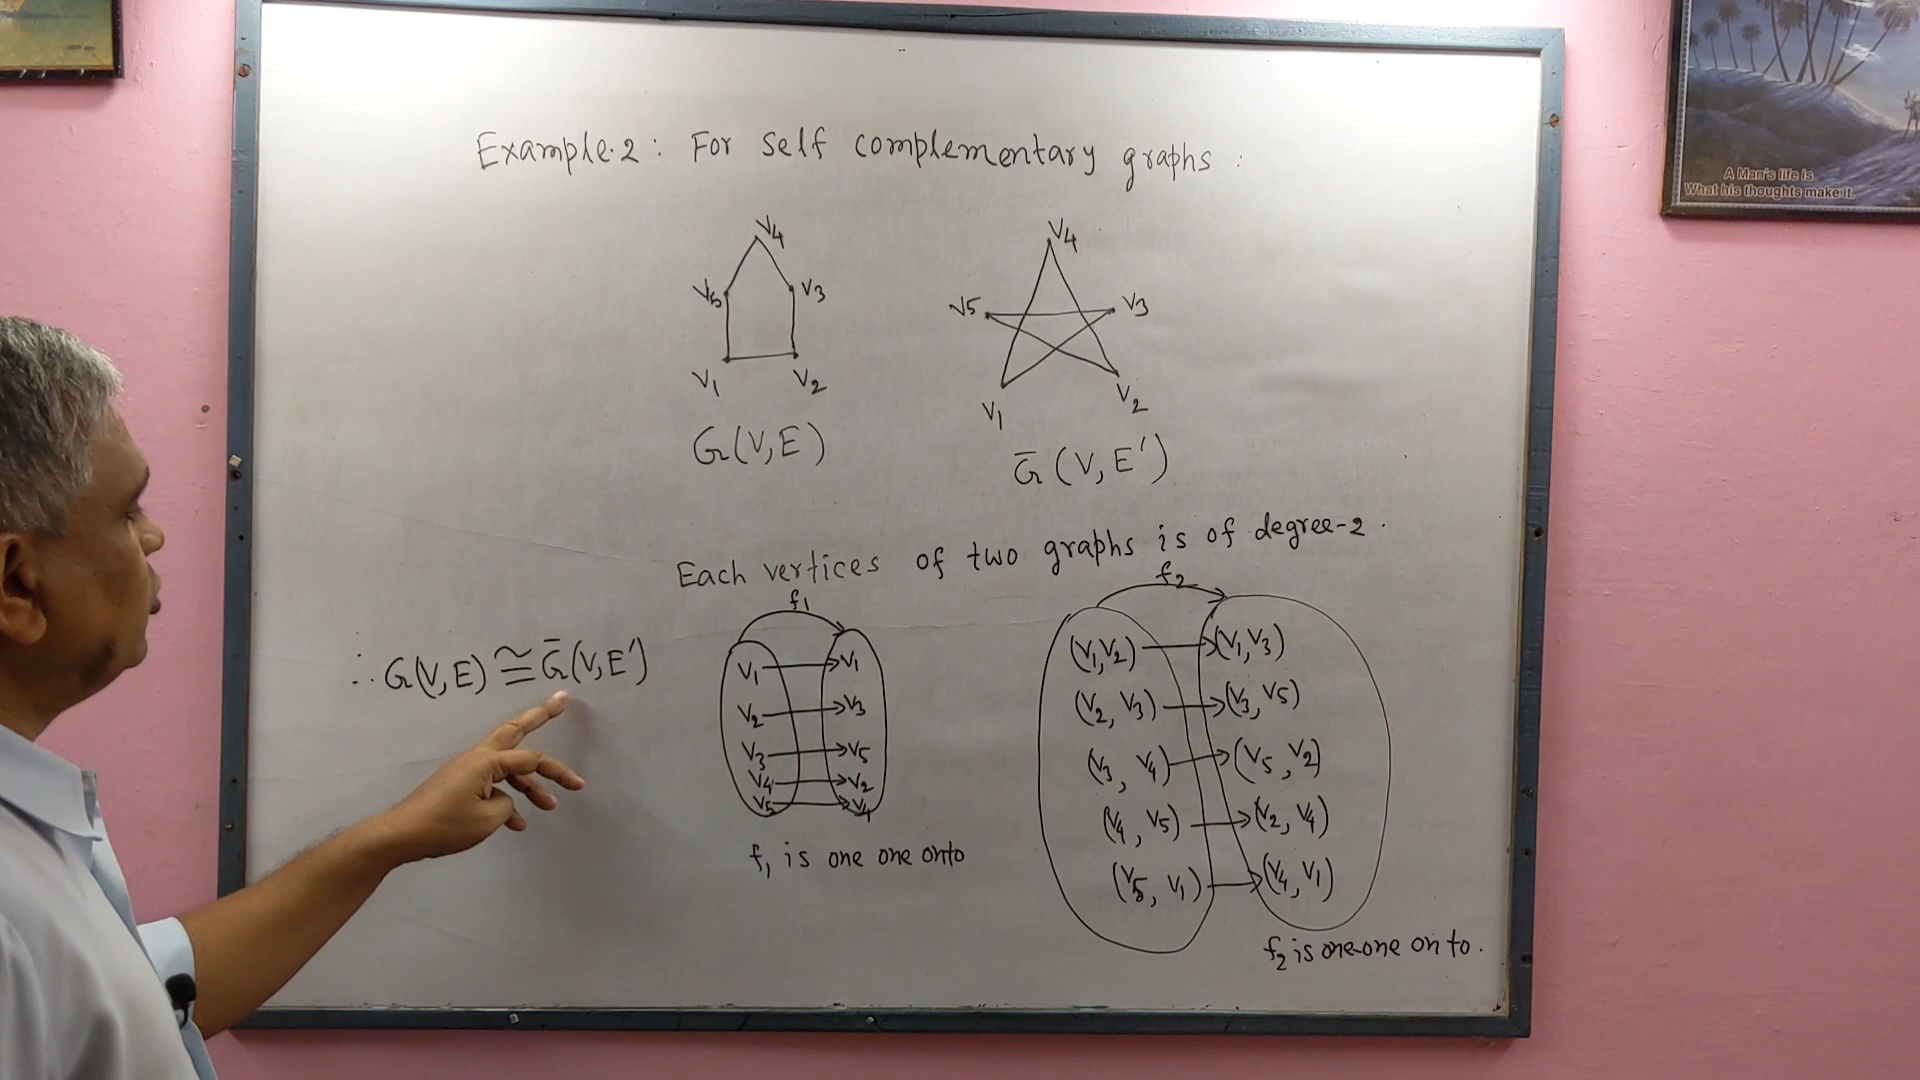 Example.2: For self complementary graphs:
A Man's life is
What his thoughts make it.
V4
V5
V3
V1
V2
G(V,E)
V4
V5
V3
V1
V2
G̅(V,E')
Each vertices of two graphs is of degree-2.
∴ G(V,E) ≅ G̅(V,E')
f1
V1 → V1
V2 → V3
V3 → V5
V4 → V2
V5 → V4
f1 is one one onto
f2
(V1,V2) → (V1,V3)
(V2,V3) → (V3,V5)
(V3,V4) → (V5,V2)
(V4,V5) → (V2,V4)
(V5,V1) → (V4,V1)
f2 is one-one on to.